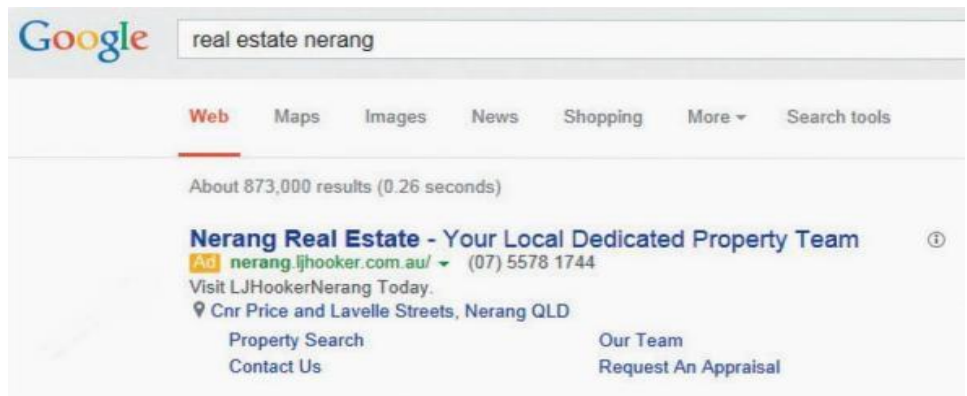 Google real estate nerang
Web Maps Images News Shopping More Search tools
About 873,000 results (0.26 seconds)
Nerang Real Estate - Your Local Dedicated Property Team
Ad nerang.ljhooker.com.au/ (07) 5578 1744
Visit LJHookerNerang Today.
Cnr Price and Lavelle Streets, Nerang QLD
Property Search Our Team
Contact Us Request An Appraisal